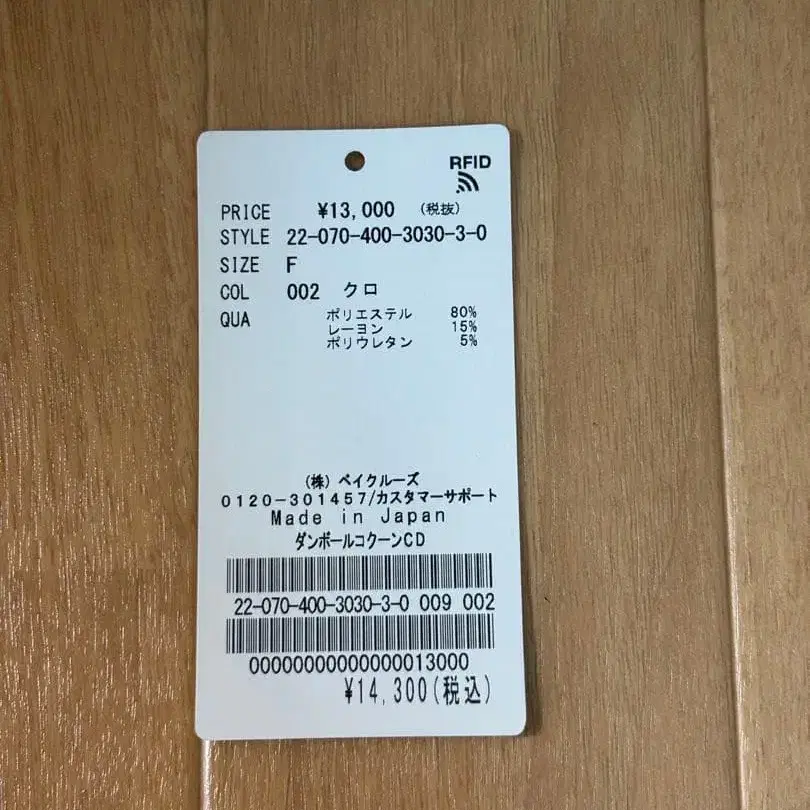 RFID
PRICE ¥13,000 (税抜)
STYLE 22-070-400-3030-3-0
SIZE F
COL 002 クロ
QUA ポリエステル 80%
レーヨン 15%
ポリウレタン 5%
(株) ベイクルーズ
0120-301457/カスタマーサポート
Made in Japan
ダンボールコクーンCD
22-070-400-3030-3-0 009 002
00000000000000013000
¥14,300(税込)